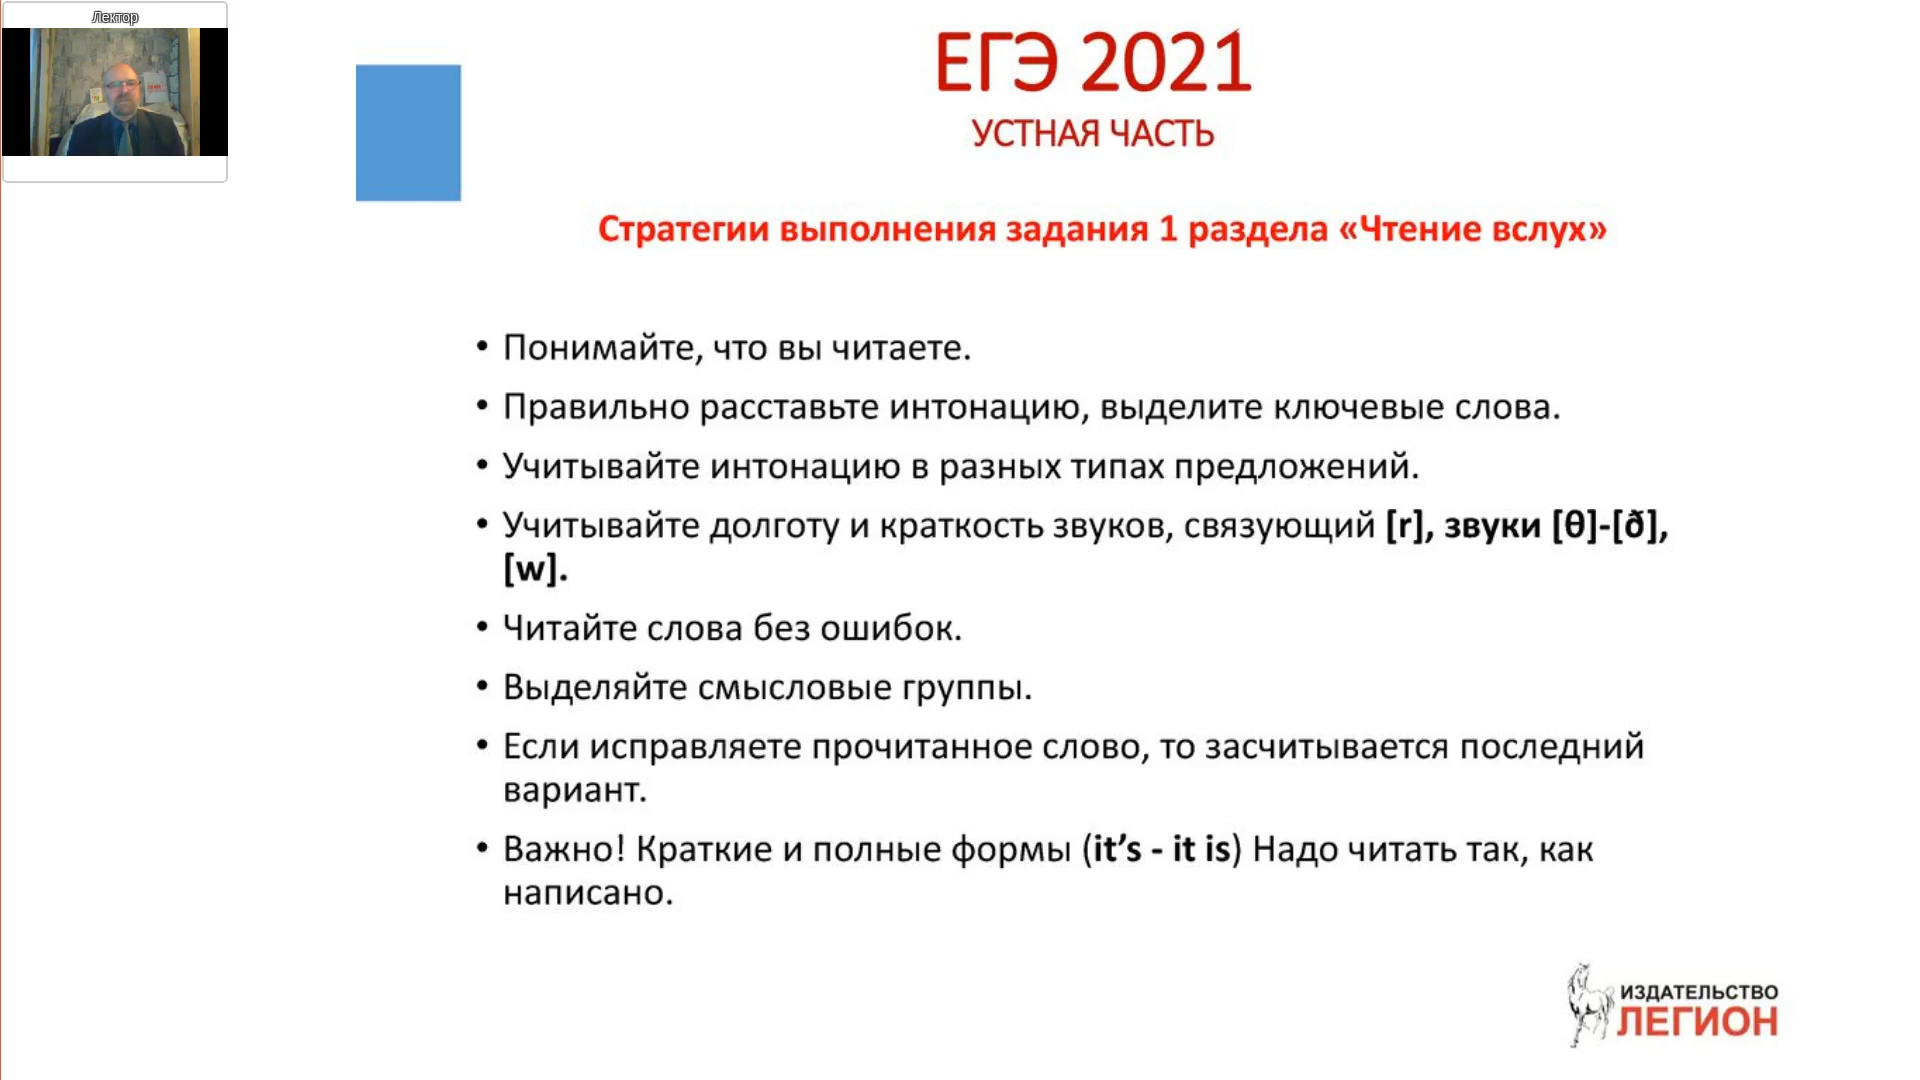 Лектор
ЕГЭ 2021
УСТНАЯ ЧАСТЬ
Стратегии выполнения задания 1 раздела «Чтение вслух»
• Понимайте, что вы читаете.
• Правильно расставьте интонацию, выделите ключевые слова.
• Учитывайте интонацию в разных типах предложений.
• Учитывайте долготу и краткость звуков, связующий [r], звуки [θ]-[ð],
[w].
• Читайте слова без ошибок.
• Выделяйте смысловые группы.
• Если исправляете прочитанное слово, то засчитывается последний
вариант.
• Важно! Краткие и полные формы (it’s - it is) Надо читать так, как
написано.
ИЗДАТЕЛЬСТВО
ЛЕГИОН